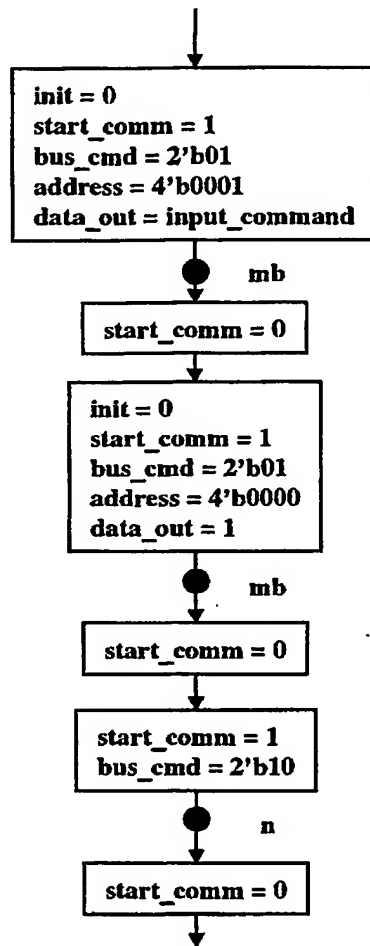 init = 0
start_comm = 1
bus_cmd = 2'b01
address = 4'b0001
data_out = input_command
mb
start_comm = 0
init = 0
start_comm = 1
bus_cmd = 2'b01
address = 4'b0000
data_out = 1
mb
start_comm = 0
start_comm = 1
bus_cmd = 2'b10
n
start_comm = 0